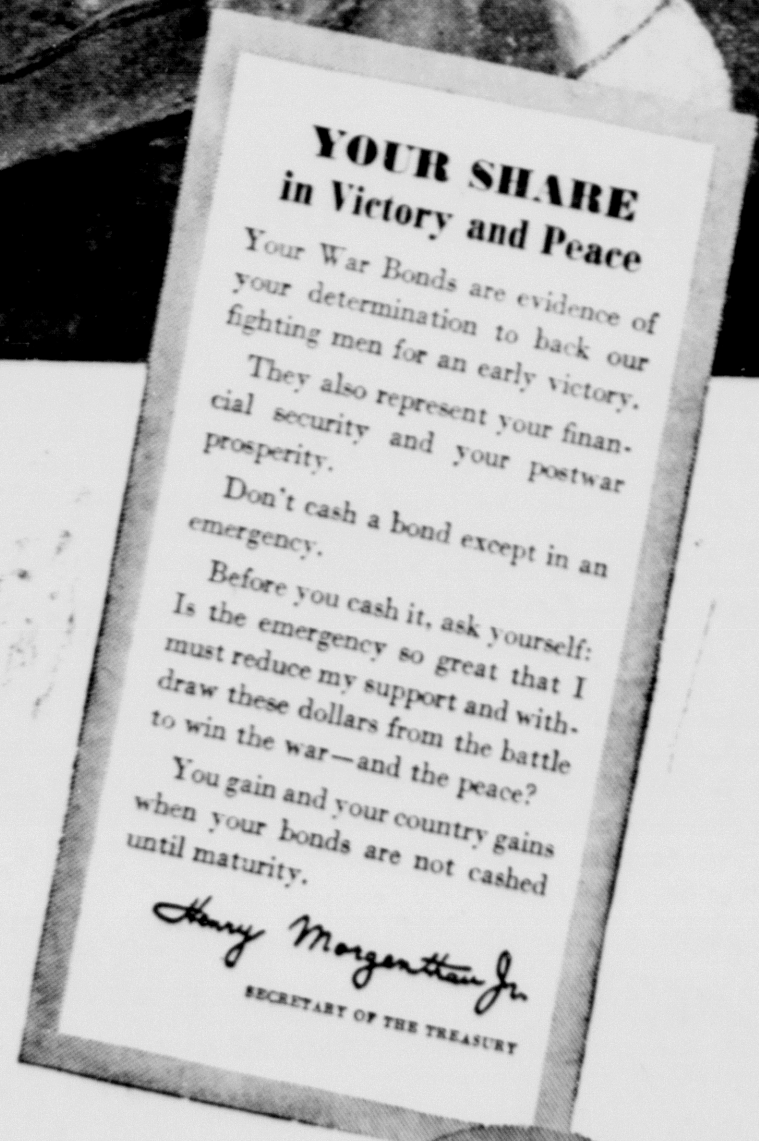 YOUR SHARE
in Victory and Peace
Your War Bonds are evidence of
your determination to back our
fighting men for an early victory.
They also represent your finan-
cial security and your postwar
prosperity.
Don't cash a bond except in an
emergency.
Before you cash it, ask yourself:
Is the emergency so great that I
must reduce my support and with-
draw these dollars from the battle
to win the war—and the peace?
You gain and your country gains
when your bonds are not cashed
until maturity.
Henry Morgenthau Jr.
SECRETARY OF THE TREASURY